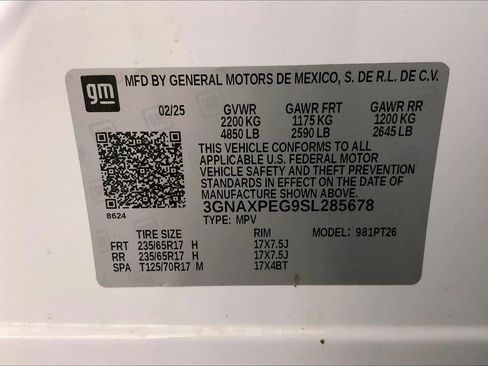 gm
MFD BY GENERAL MOTORS DE MEXICO, S. DE R.L. DE C.V.
02/25 GVWR GAWR FRT GAWR RR
2200 KG 1175 KG 1200 KG
4850 LB 2590 LB 2645 LB
THIS VEHICLE CONFORMS TO ALL
APPLICABLE U.S. FEDERAL MOTOR
VEHICLE SAFETY AND THEFT PREVENTION
STANDARDS IN EFFECT ON THE DATE OF
MANUFACTURE SHOWN ABOVE.
8624
3GNAXPEG9SL285678
TYPE: MPV
TIRE SIZE RIM MODEL: 981PT26
FRT 235/65R17 H 17X7.5J
RR 235/65R17 H 17X7.5J
SPA T125/70R17 M 17X4BT